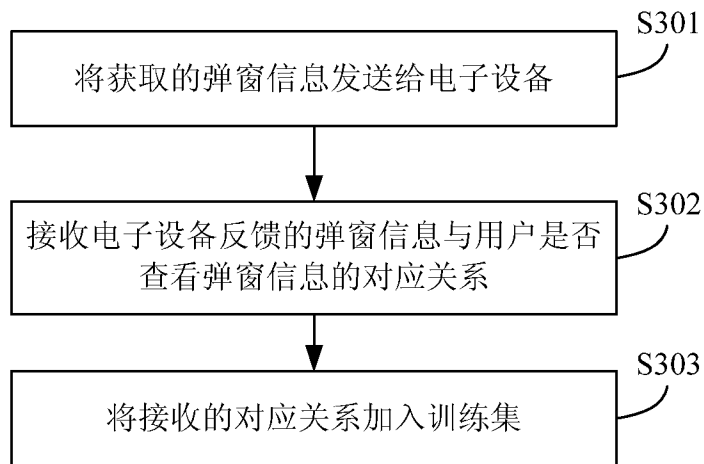 S301
将获取的弹窗信息发送给电子设备
S302
接收电子设备反馈的弹窗信息与用户是否
查看弹窗信息的对应关系
S303
将接收的对应关系加入训练集